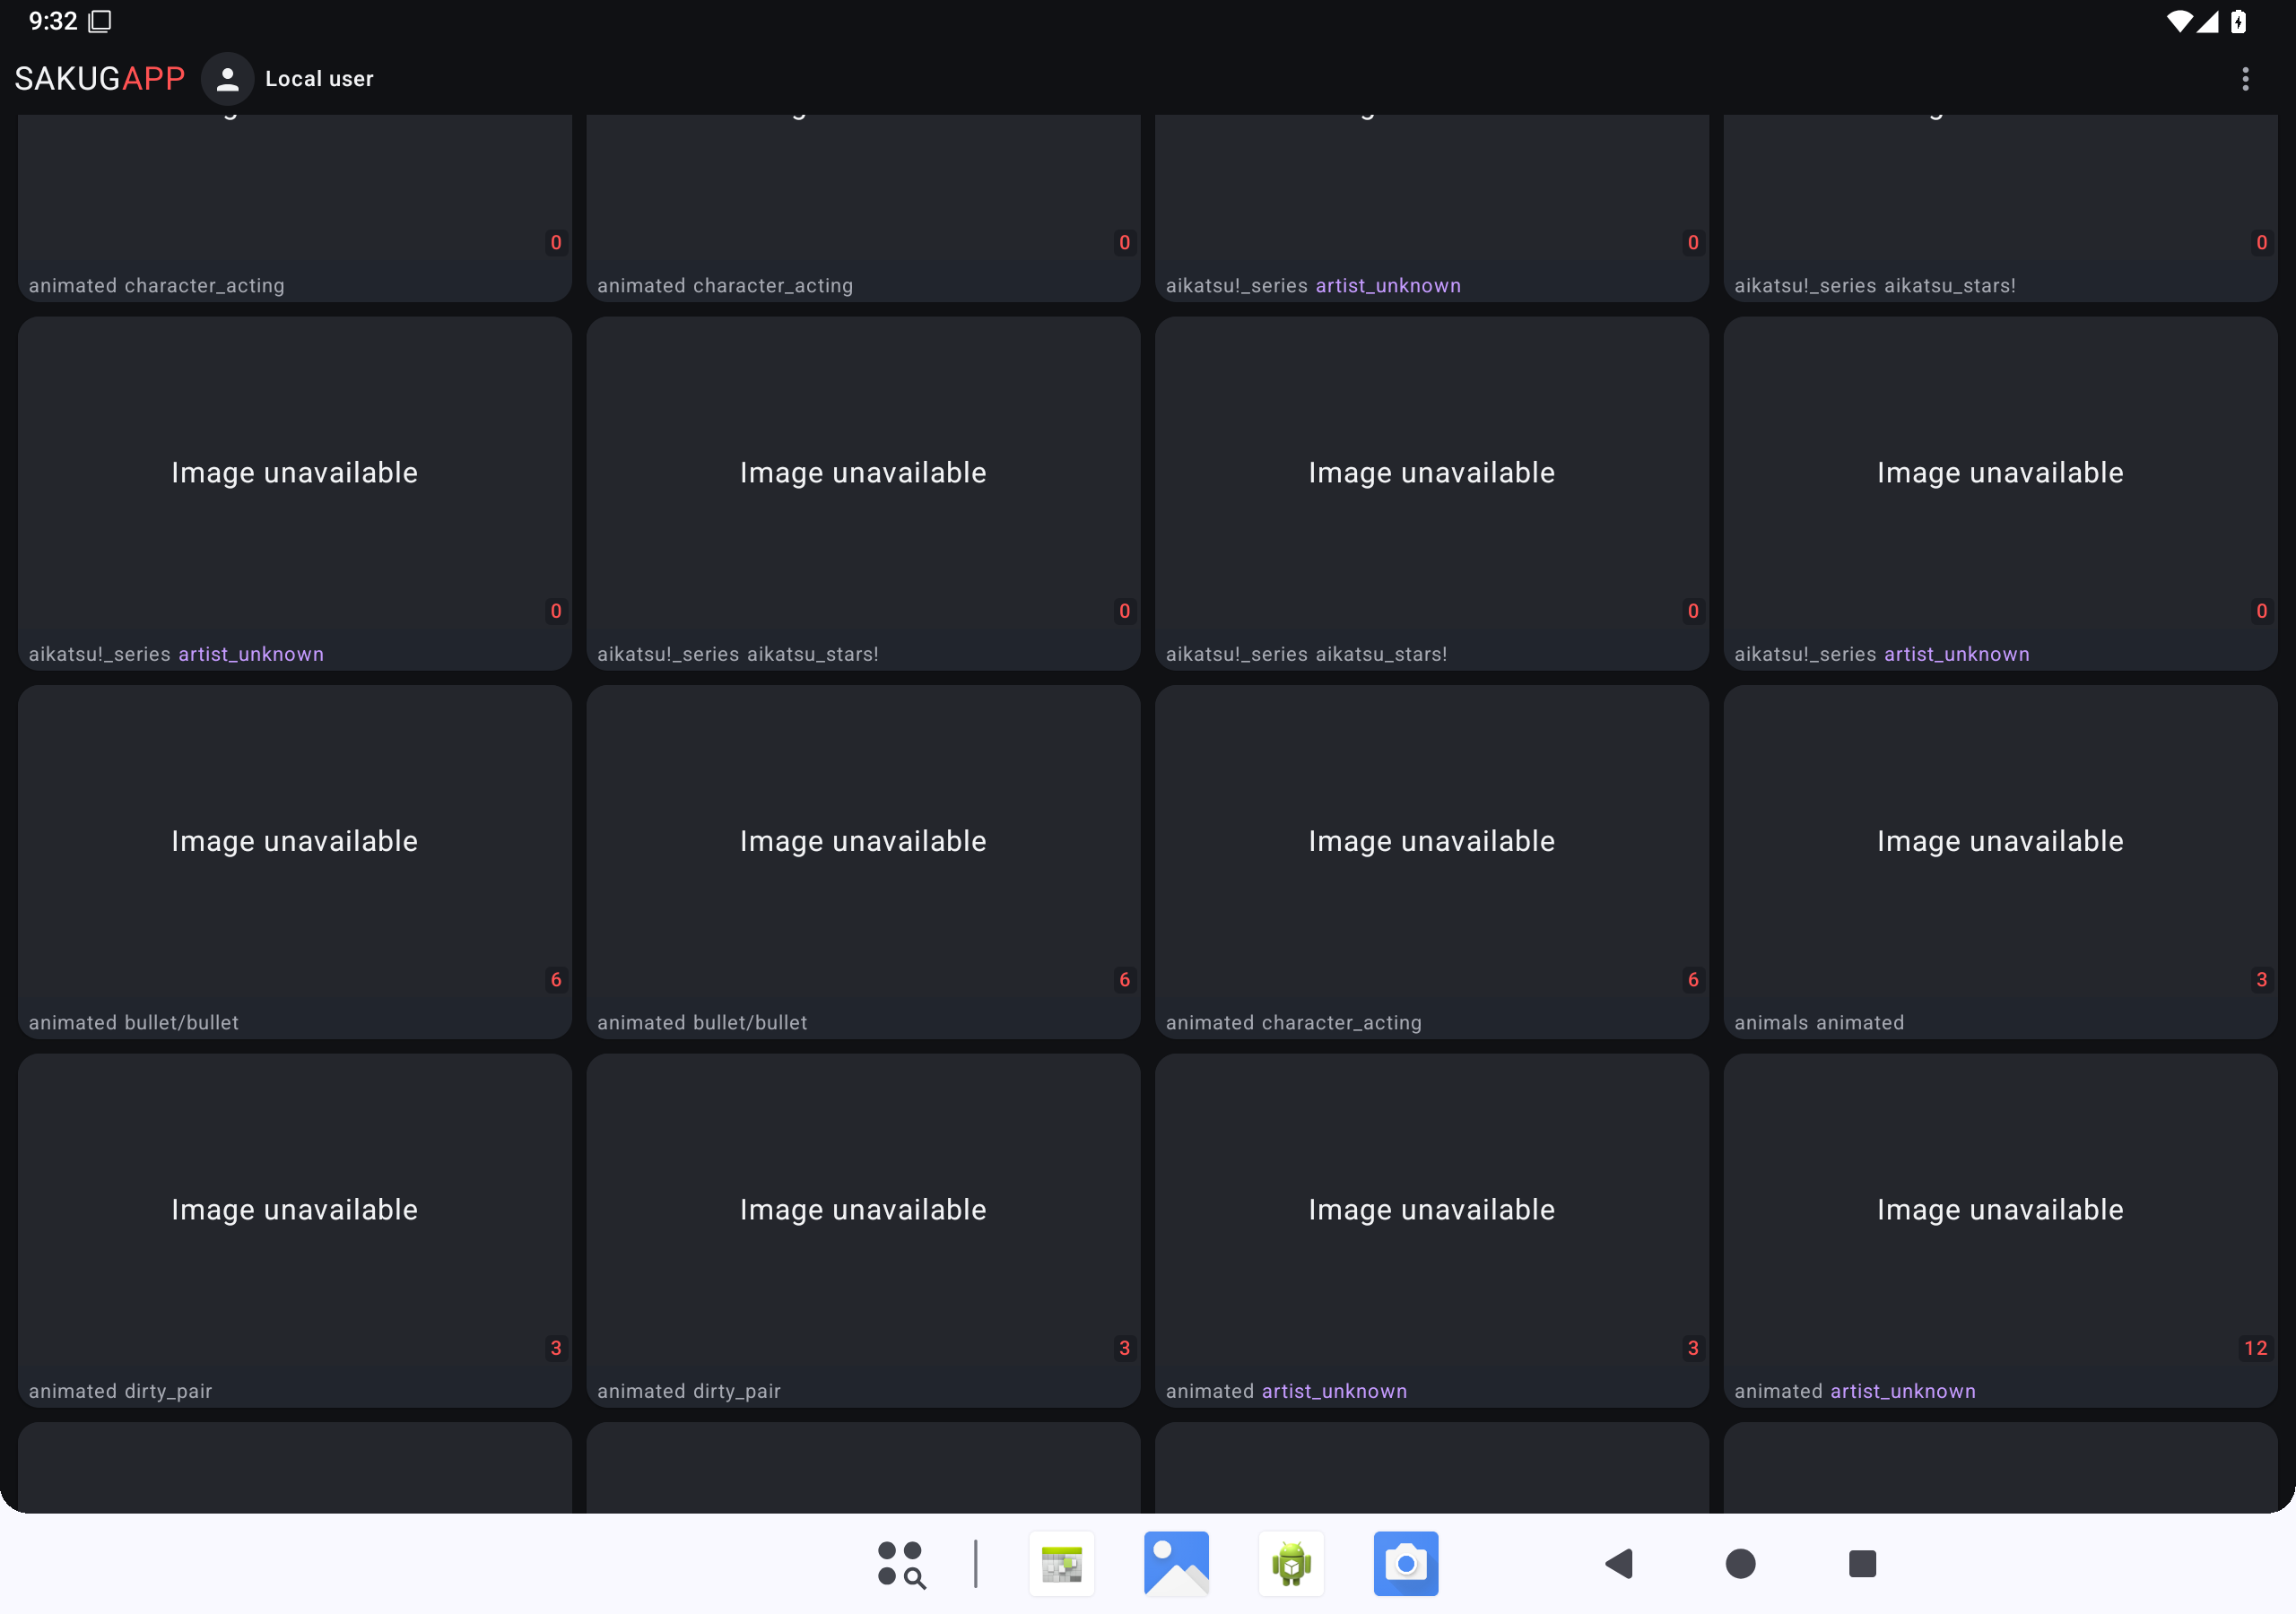 9:32
SAKUGAPP Local user
0 0 0 0
animated character_acting animated character_acting aikatsu!_series artist_unknown aikatsu!_series aikatsu_stars!
Image unavailable Image unavailable Image unavailable Image unavailable
0 0 0 0
aikatsu!_series artist_unknown aikatsu!_series aikatsu_stars! aikatsu!_series aikatsu_stars! aikatsu!_series artist_unknown
Image unavailable Image unavailable Image unavailable Image unavailable
6 6 6 3
animated bullet/bullet animated bullet/bullet animated character_acting animals animated
Image unavailable Image unavailable Image unavailable Image unavailable
3 3 3 12
animated dirty_pair animated dirty_pair animated artist_unknown animated artist_unknown